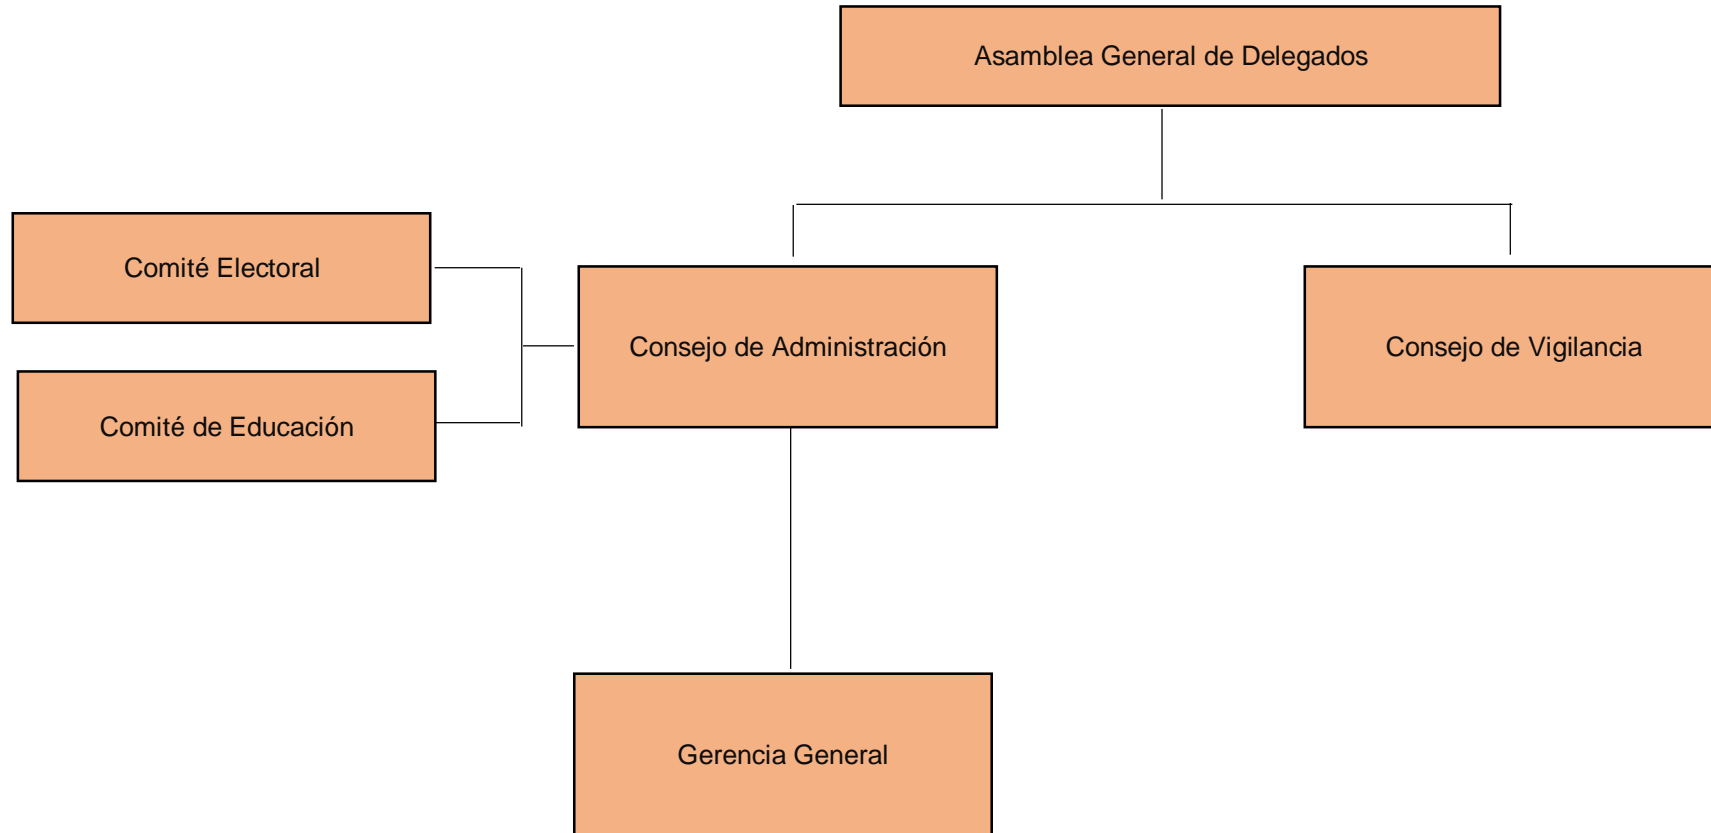 Asamblea General de Delegados
Comité Electoral
Consejo de Administración
Consejo de Vigilancia
Comité de Educación
Gerencia General